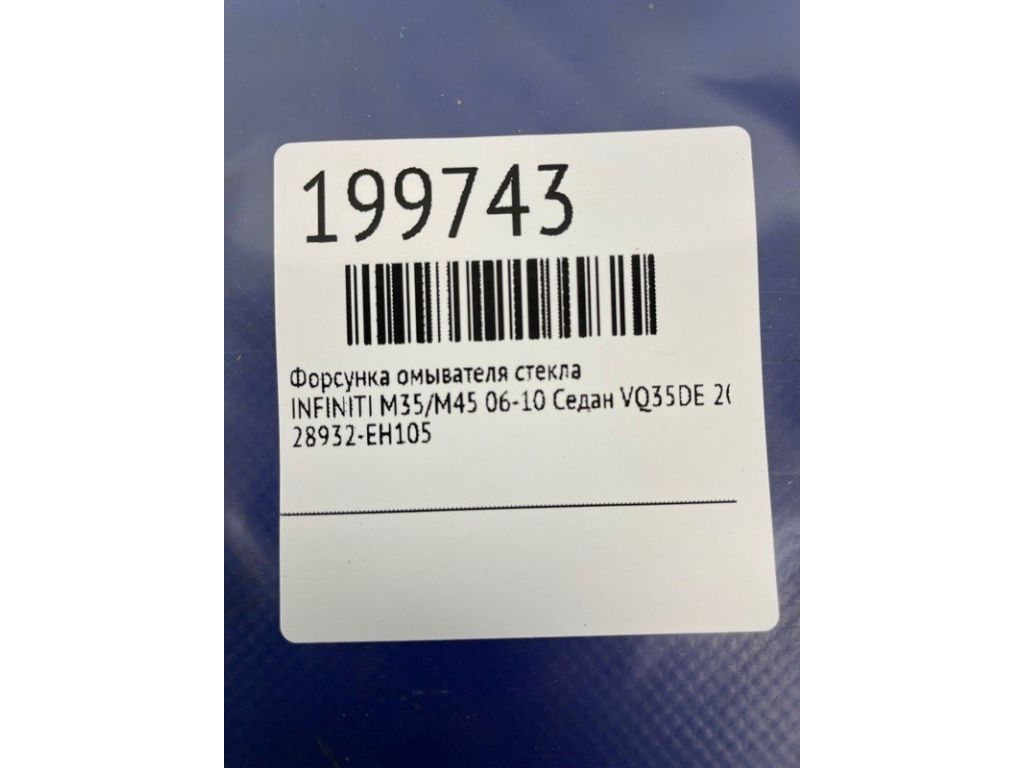 199743
Форсунка омывателя стекла
INFINITI M35/M45 06-10 Седан VQ35DE
28932-EH105